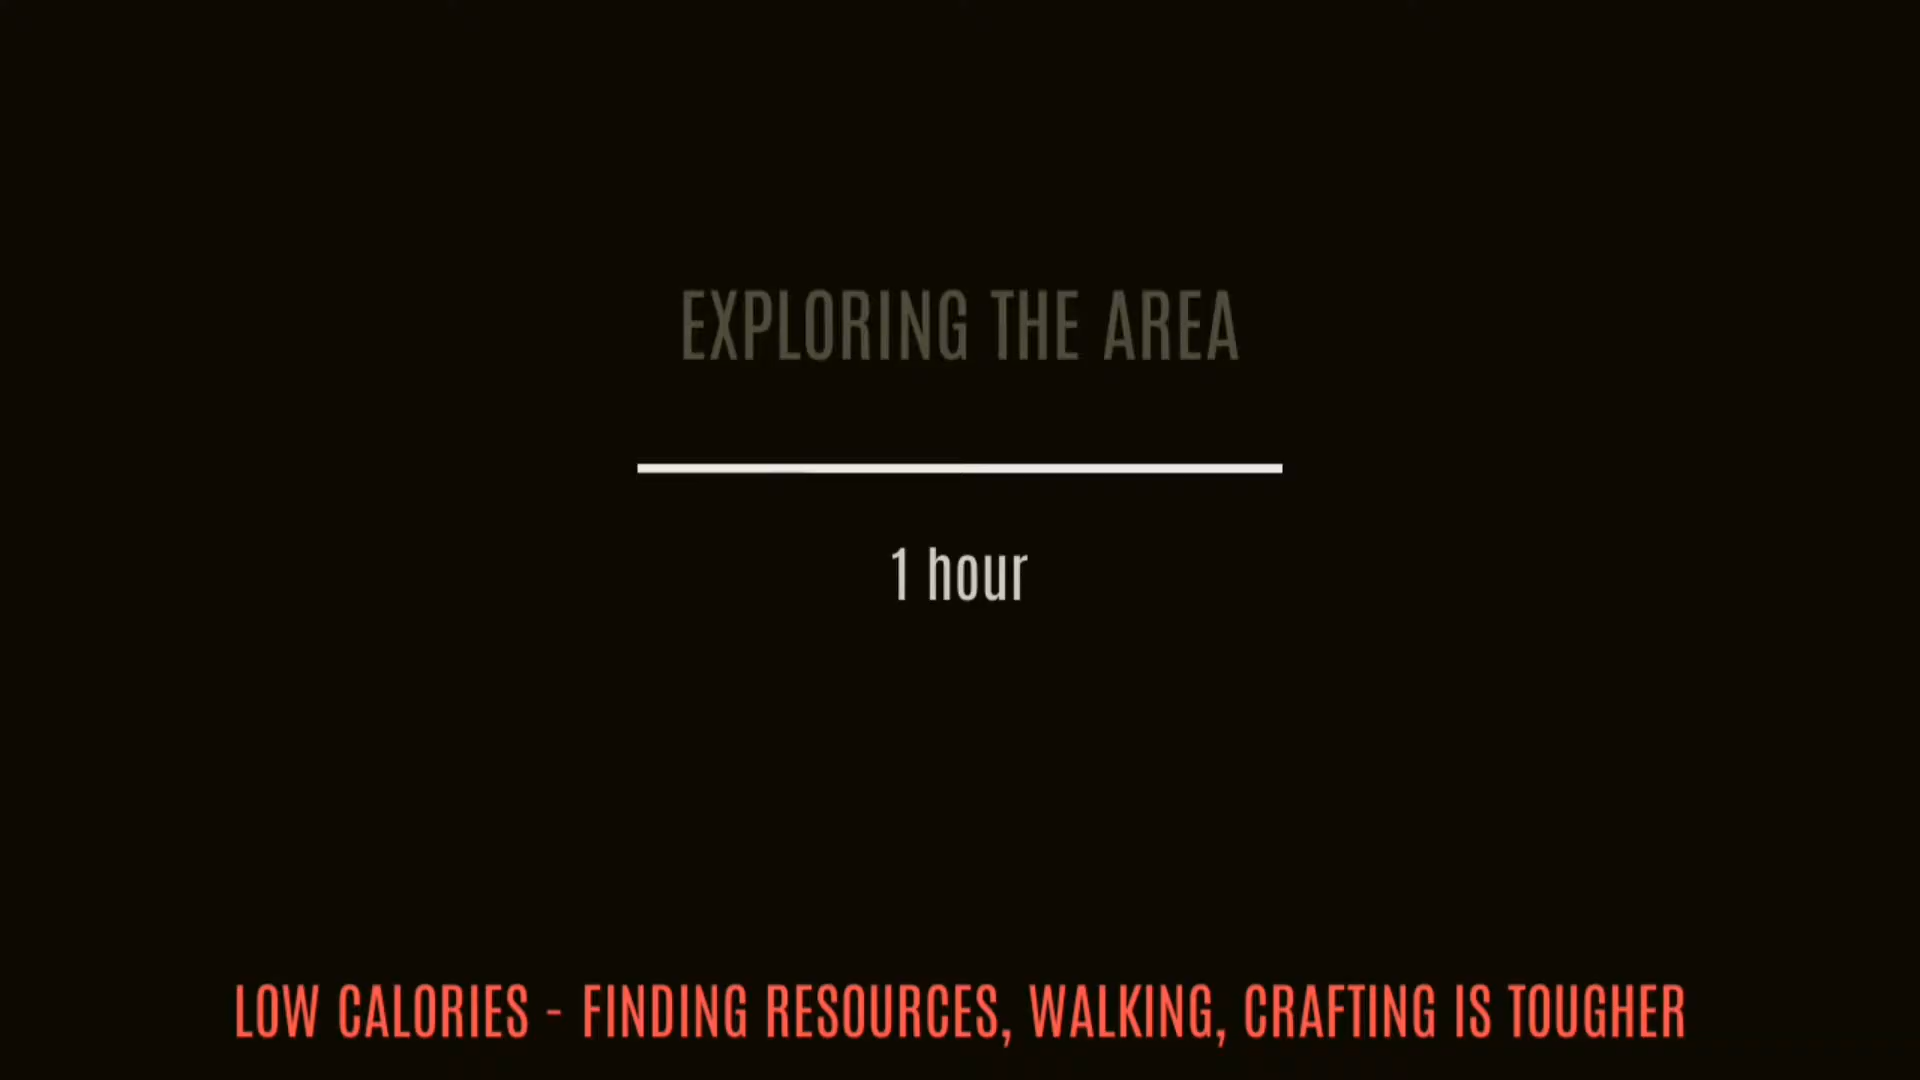 EXPLORING THE AREA
1 hour
LOW CALORIES - FINDING RESOURCES, WALKING, CRAFTING IS TOUGHER